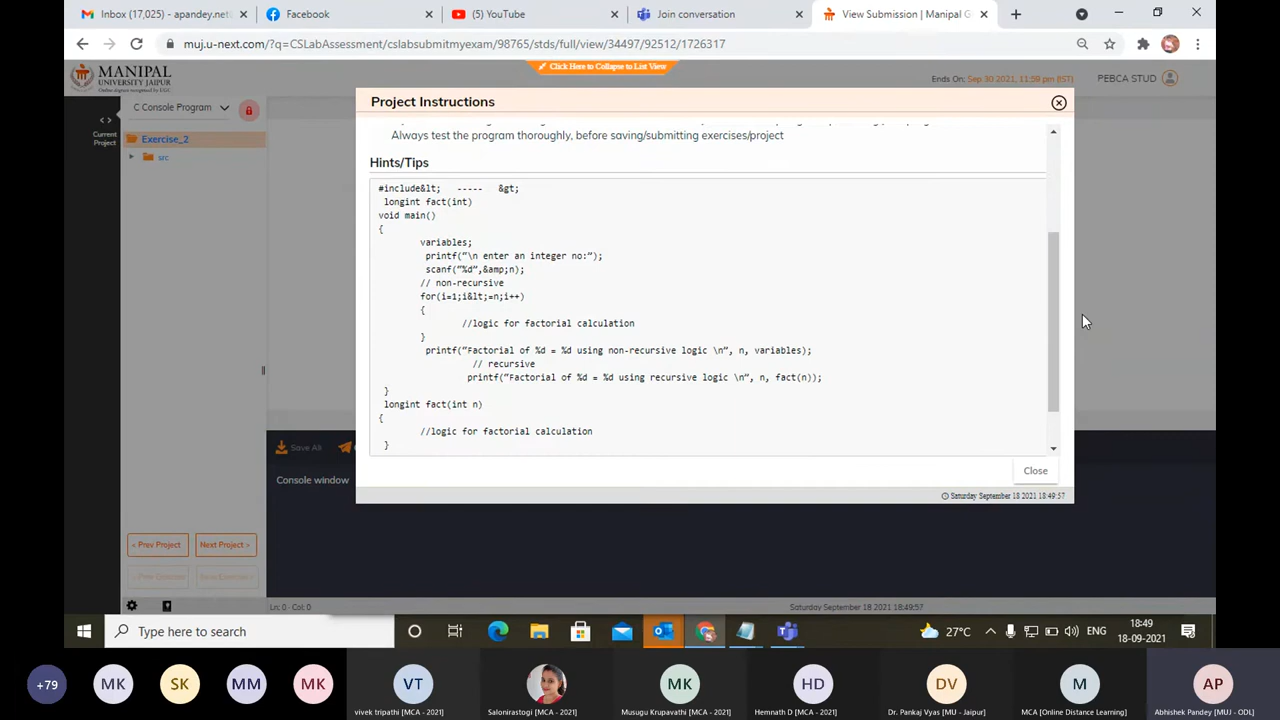 Inbox (17,025) - apandey.net
Facebook
(5) YouTube
Join conversation
View Submission | Manipal G
muj.u-next.com/?q=CSLabAssessment/cslabsubmitmyexam/98765/stds/full/view/34497/92512/1726317
MANIPAL
UNIVERSITY JAIPUR
Click Here to Collapse to List View
Ends On: Sep 30 2021, 11:59 pm (IST)
PEBCA STUD
C Console Program
Current
Project
Exercise_2
src
Project Instructions
Always test the program thoroughly, before saving/submitting exercises/project
Hints/Tips
#include&lt; ----- &gt;
longint fact(int)
void main()
{
variables;
printf("\n enter an integer no:");
scanf("%d",&amp;n);
// non-recursive
for(i=1;i&lt;=n;i++)
{
//logic for factorial calculation
}
printf("Factorial of %d = %d using non-recursive logic \n", n, variables);
// recursive
printf("Factorial of %d = %d using recursive logic \n", n, fact(n));
}
longint fact(int n)
{
//logic for factorial calculation
}
Close
Saturday September 18 2021 18:49:57
Save All
Console window
< Prev Project
Next Project >
Ln: 0 - Col: 0
Saturday September 18 2021 18:49:57
Type here to search
27°C
ENG
18:49
18-09-2021
+79
MK
SK
MM
MK
VT
MK
HD
DV
M
AP
vivek tripathi [MCA - 2021]
Salonirastogi [MCA - 2021]
Musugu Krupavathi [MCA - 2021]
Hemnath D [MCA - 2021]
Dr. Pankaj Vyas [MU - Jaipur]
MCA [Online Distance Learning]
Abhishek Pandey [MUJ - ODL]